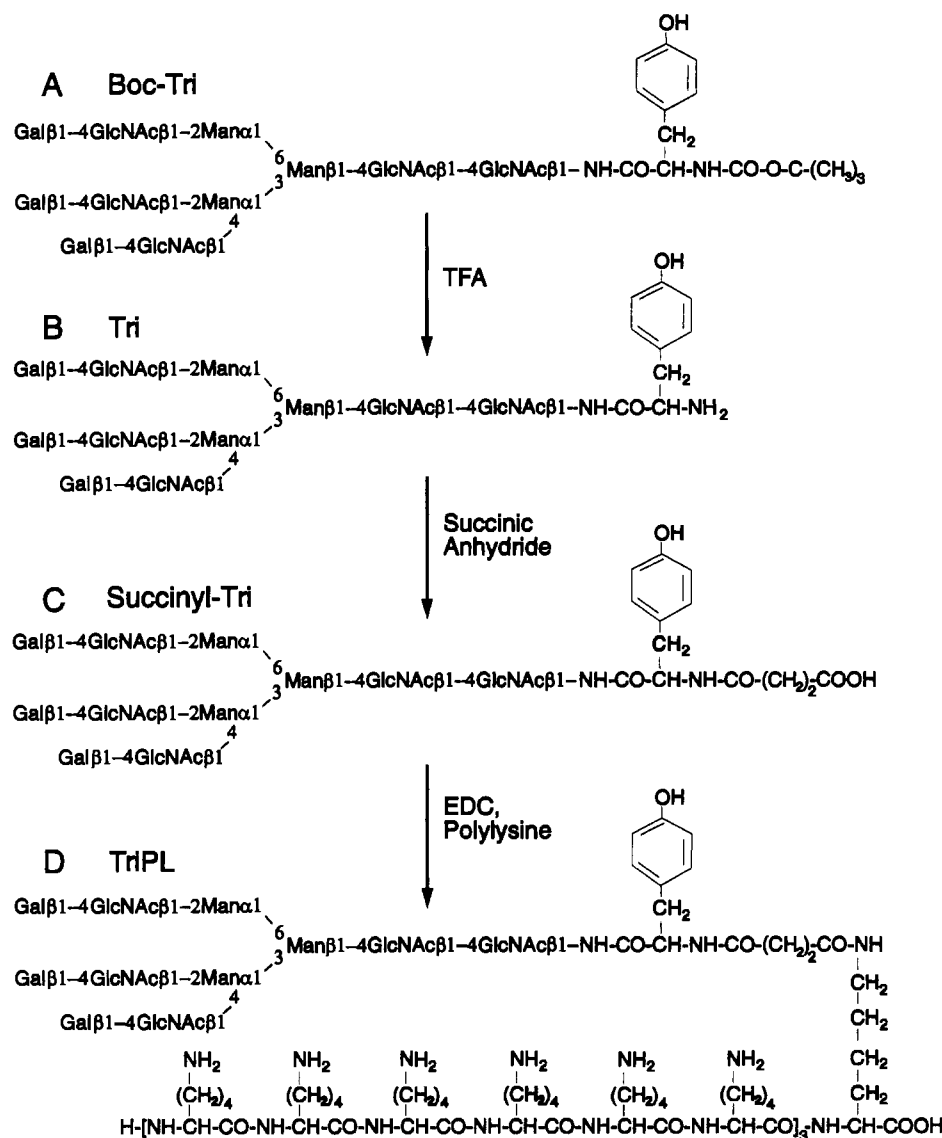 OH
A Boc-Tri
CH2
Galβ1–4GlcNAcβ1–2Manα1
6
Manβ1–4GlcNAcβ1–4GlcNAcβ1– NH-CO-CH-NH-CO-O-C-(CH3)3
3
Galβ1–4GlcNAcβ1–2Manα1
4
Galβ1–4GlcNAcβ1
TFA
OH
B Tri
CH2
Galβ1–4GlcNAcβ1–2Manα1
6
Manβ1–4GlcNAcβ1–4GlcNAcβ1–NH-CO-CH-NH2
3
Galβ1–4GlcNAcβ1–2Manα1
4
Galβ1–4GlcNAcβ1
Succinic
Anhydride
OH
C Succinyl-Tri
CH2
Galβ1–4GlcNAcβ1–2Manα1
6
Manβ1–4GlcNAcβ1–4GlcNAcβ1–NH-CO-CH-NH-CO-(CH2)2-COOH
3
Galβ1–4GlcNAcβ1–2Manα1
4
Galβ1–4GlcNAcβ1
EDC,
Polylysine
OH
D TriPL
CH2
Galβ1–4GlcNAcβ1–2Manα1
6
Manβ1–4GlcNAcβ1–4GlcNAcβ1–NH-CO-CH-NH-CO-(CH2)2-CO-NH
3
Galβ1–4GlcNAcβ1–2Manα1
4
CH2
Galβ1–4GlcNAcβ1
CH2
NH2 NH2 NH2 NH2 NH2 NH2 CH2
(CH2)4 (CH2)4 (CH2)4 (CH2)4 (CH2)4 (CH2)4 CH2
H-[NH-CH-CO-NH-CH-CO-NH-CH-CO-NH-CH-CO-NH-CH-CO-NH-CH-CO]3-NH-CH-COOH